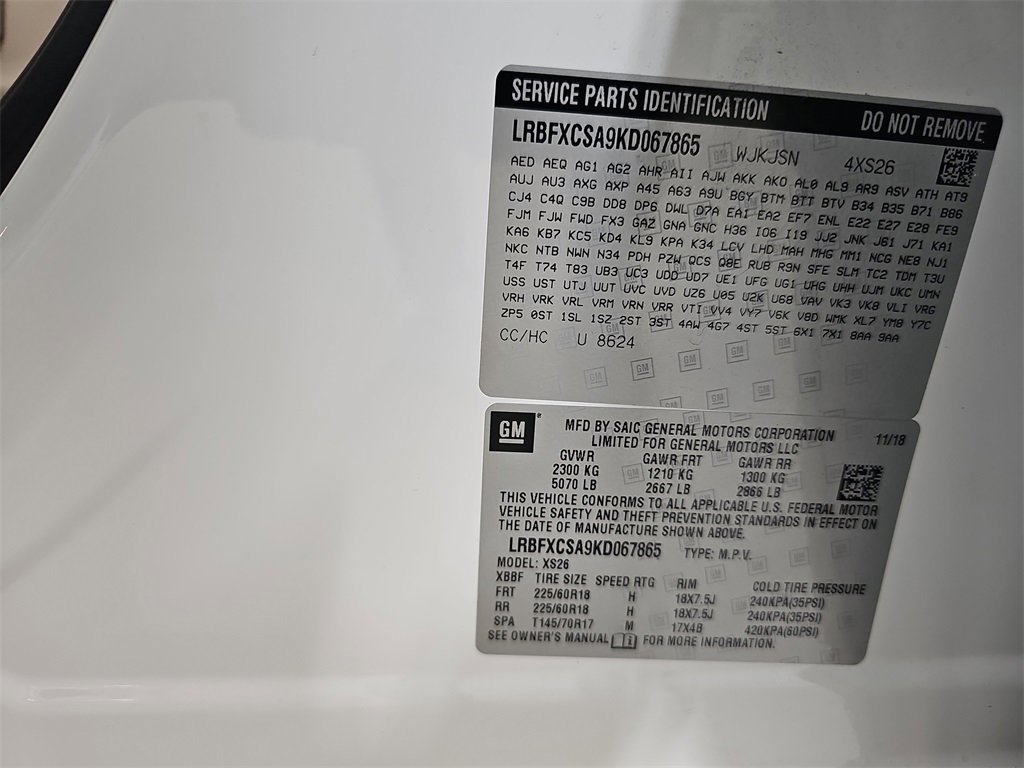 SERVICE PARTS IDENTIFICATION DO NOT REMOVE
LRBFXCSA9KD067865 WJKJSN 4XS26
AED AEQ AG1 AG2 AHR AII AJW AKK AKO AL0 AL9 AR9 ASV ATH AT9
AUJ AU3 AXG AXP A45 A63 A9U BGY BTM BTT BTV B34 B35 B71 B86
CJ4 C4Q C9B DD8 DP6 DWL D7A EA1 EA2 EF7 ENL E22 E27 E28 FE9
FJM FJW FWD FX3 GAZ GNA GNC H36 I06 I19 JJ2 JNK J61 J71 KA1
KA6 KB7 KC5 KD4 KL9 KPA K34 LCV LHD MAH MHG MM1 NCG NE8 NJ1
NKC NTB NWN N34 PDH PZW QCS Q0E RUB R9N SFE SLM TC2 TDM T3U
T4F T74 T83 UB3 UC3 UDD UD7 UE1 UFG UG1 UHG UHH UJM UKC UMN
USS UST UTJ UUT UVC UVD UZ6 U05 U2K U68 VAV VK3 VK8 VLI VRG
VRH VRK VRL VRM VRN VRR VTI VV4 VY7 V6K V8D WMK XL7 YM8 Y7C
ZP5 0ST 1SL 1SZ 2ST 3ST 4AW 4G7 4ST 5ST 6X1 7X1 8AA 9AA
CC/HC U 8624
GM MFD BY SAIC GENERAL MOTORS CORPORATION 11/18
LIMITED FOR GENERAL MOTORS LLC
GVWR GAWR FRT GAWR RR
2300 KG 1210 KG 1300 KG
5070 LB 2667 LB 2866 LB
THIS VEHICLE CONFORMS TO ALL APPLICABLE U.S. FEDERAL MOTOR
VEHICLE SAFETY AND THEFT PREVENTION STANDARDS IN EFFECT ON
THE DATE OF MANUFACTURE SHOWN ABOVE.
LRBFXCSA9KD067865 TYPE: M.P.V.
MODEL: XS26
XBBF TIRE SIZE SPEED RTG RIM COLD TIRE PRESSURE
FRT 225/60R18 H 18X7.5J 240KPA(35PSI)
RR 225/60R18 H 18X7.5J 240KPA(35PSI)
SPA T145/70R17 M 17X4B 420KPA(60PSI)
SEE OWNER'S MANUAL FOR MORE INFORMATION.